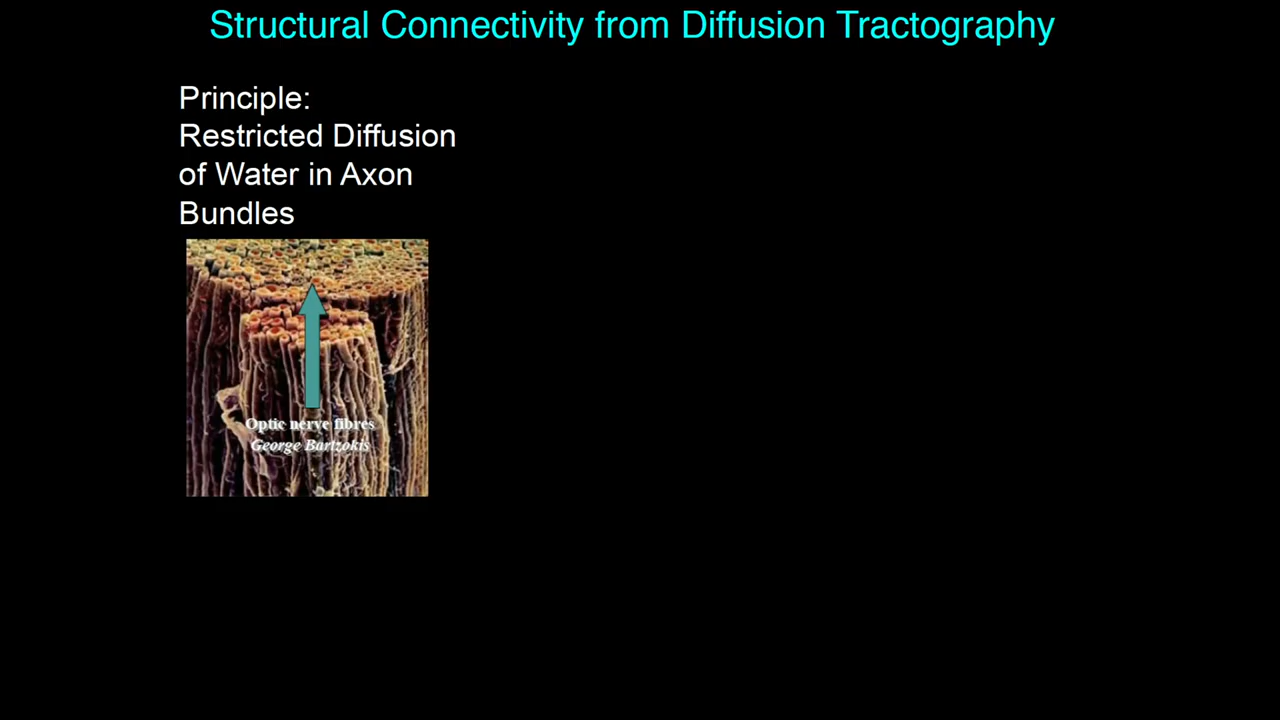 Structural Connectivity from Diffusion Tractography
Principle:
Restricted Diffusion
of Water in Axon
Bundles
Optic nerve fibres
George Bartzokis